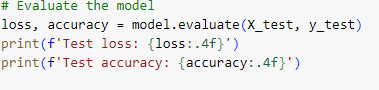 # Evaluate the model
loss, accuracy = model.evaluate(X_test, y_test)
print(f'Test loss: {loss:.4f}')
print(f'Test accuracy: {accuracy:.4f}')